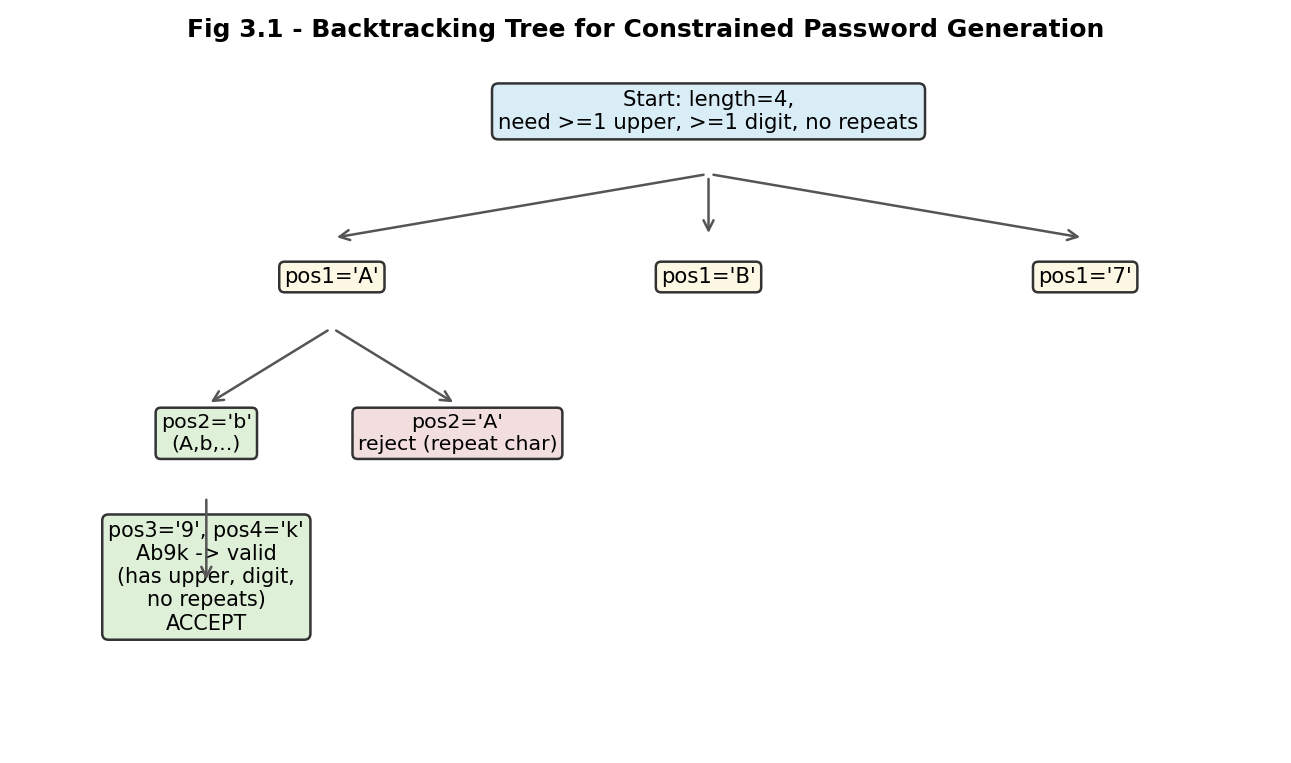 Fig 3.1 - Backtracking Tree for Constrained Password Generation
Start: length=4,
need >=1 upper, >=1 digit, no repeats
pos1='A'
pos1='B'
pos1='7'
pos2='b'
(A,b,..)
pos2='A'
reject (repeat char)
pos3='9', pos4='k'
Ab9k -> valid
(has upper, digit,
no repeats)
ACCEPT